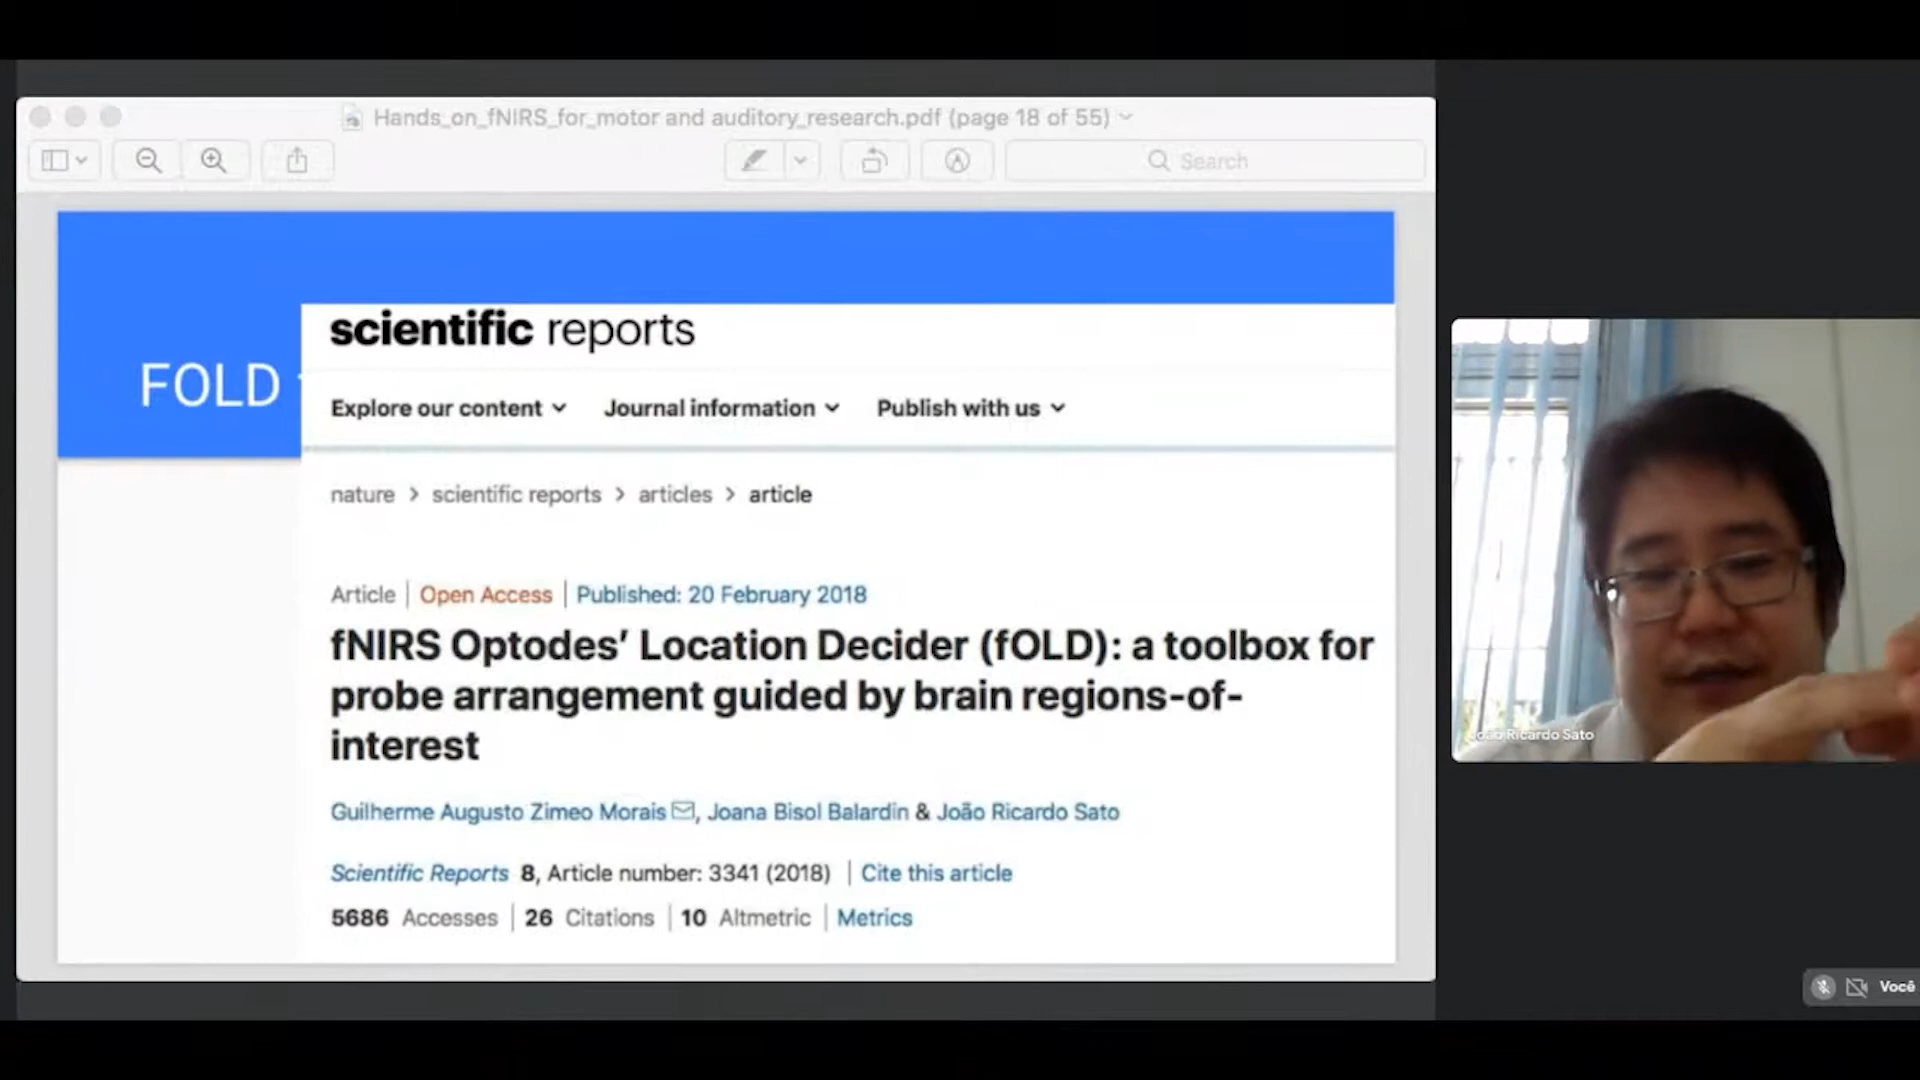 Hands_on_fNIRS_for_motor and auditory_research.pdf (page 18 of 55)
Search
FOLD
scientific reports
Explore our content
Journal information
Publish with us
nature > scientific reports > articles > article
Article | Open Access | Published: 20 February 2018
fNIRS Optodes’ Location Decider (fOLD): a toolbox for
probe arrangement guided by brain regions-of-
interest
Guilherme Augusto Zimeo Morais, Joana Bisol Balardin & João Ricardo Sato
Scientific Reports 8, Article number: 3341 (2018) | Cite this article
5686 Accesses | 26 Citations | 10 Altmetric | Metrics
João Ricardo Sato
Você